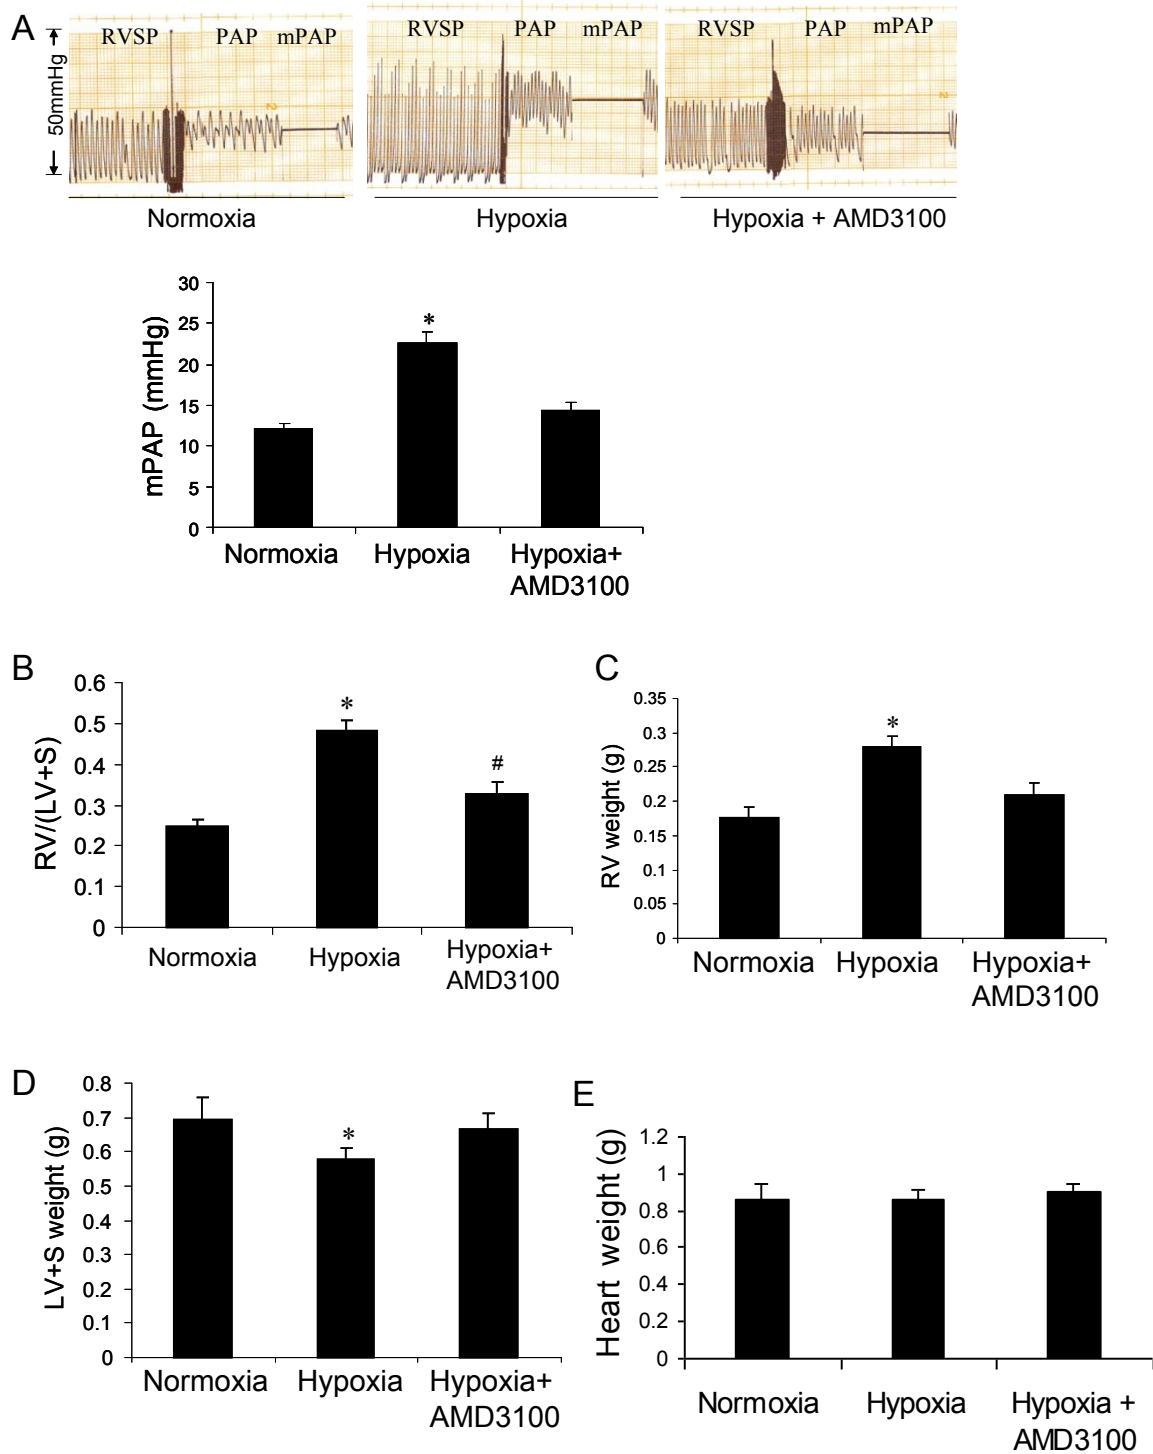 A
50mmHg
RVSP PAP mPAP
RVSP PAP mPAP
RVSP PAP mPAP
2
2
Normoxia
Hypoxia
Hypoxia + AMD3100
mPAP (mmHg)
30
25
20
15
10
5
0
*
Normoxia
Hypoxia
Hypoxia+
AMD3100
B
RV/(LV+S)
0.6
0.5
0.4
0.3
0.2
0.1
0
*
#
Normoxia
Hypoxia
Hypoxia+
AMD3100
C
RV weight (g)
0.35
0.3
0.25
0.2
0.15
0.1
0.05
0
*
Normoxia
Hypoxia
Hypoxia+
AMD3100
D
LV+S weight (g)
0.8
0.7
0.6
0.5
0.4
0.3
0.2
0.1
0
*
Normoxia
Hypoxia
Hypoxia+
AMD3100
E
Heart weight (g)
1.2
1
0.8
0.6
0.4
0.2
0
Normoxia
Hypoxia
Hypoxia +
AMD3100